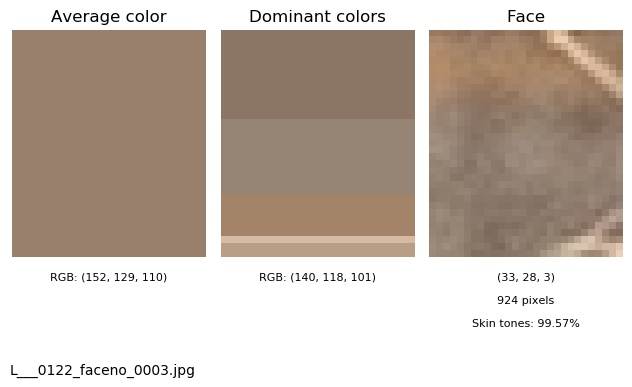 Average color
Dominant colors
Face
RGB: (152, 129, 110)
RGB: (140, 118, 101)
(33, 28, 3)
924 pixels
Skin tones: 99.57%
L___0122_faceno_0003.jpg